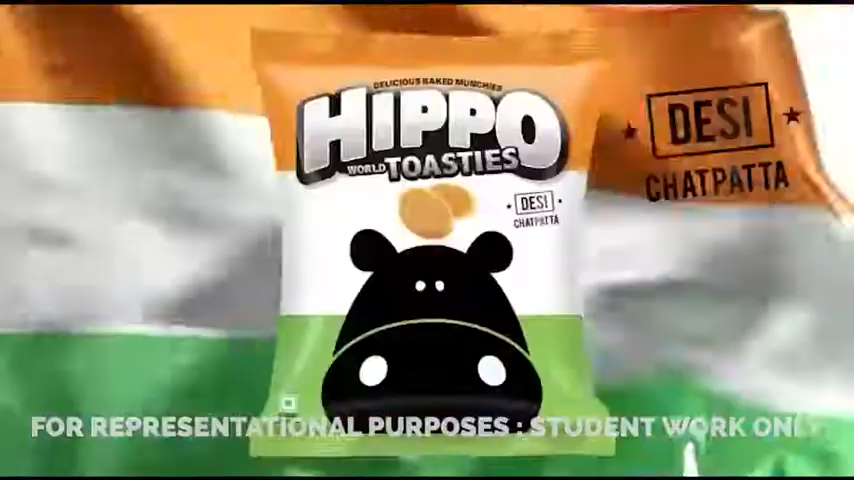 DELICIOUS BAKED MUNCHIES
HIPPO
WORLD TOASTIES
DESI
CHATPATTA
DESI
CHATPATTA
FOR REPRESENTATIONAL PURPOSES : STUDENT WORK ONLY